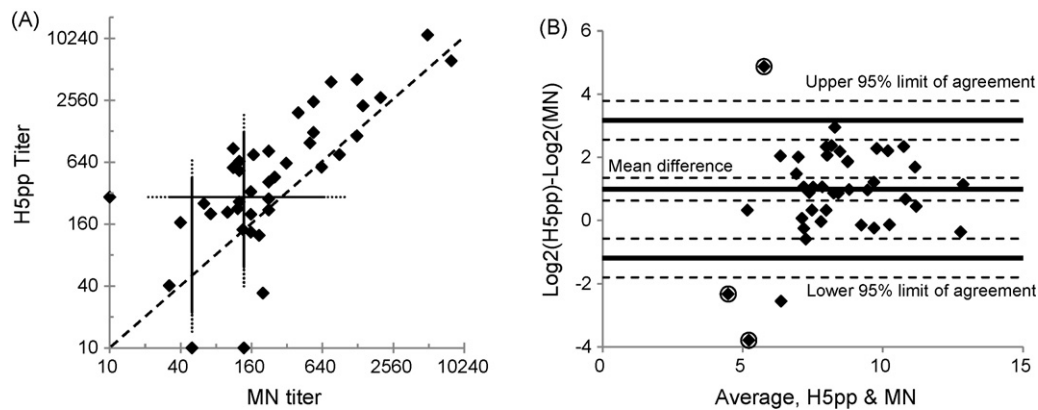 (A)
H5pp Titer
10240
2560
640
160
40
10
10 40 160 640 2560 10240
MN titer
(B)
Log2(H5pp)-Log2(MN)
6
4
2
0
-2
-4
Upper 95% limit of agreement
Mean difference
Lower 95% limit of agreement
0 5 10 15
Average, H5pp & MN